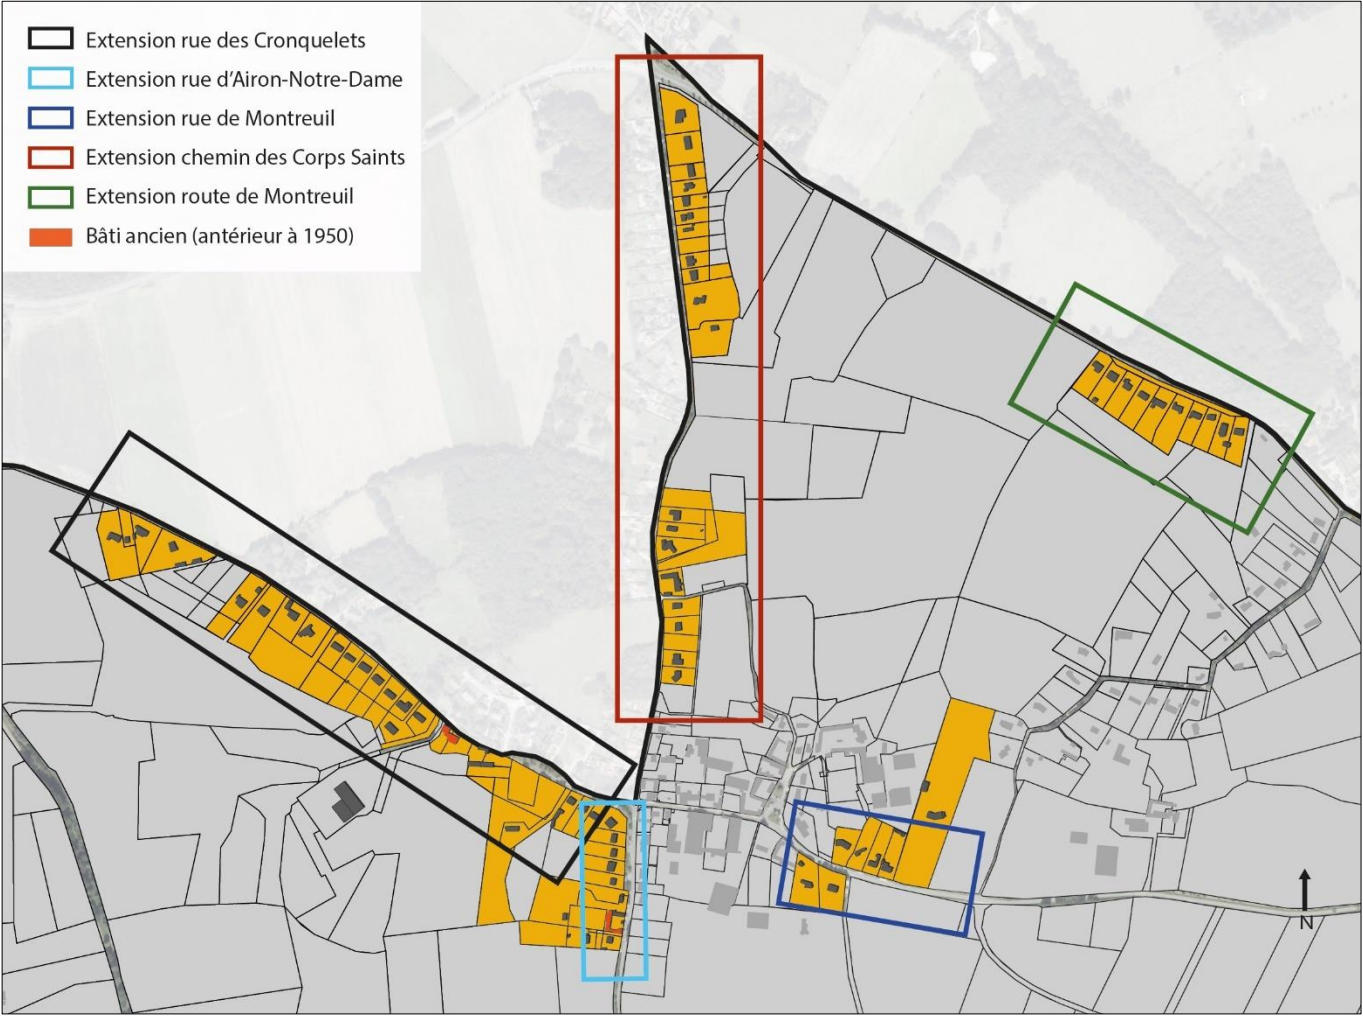 Extension rue des Cronquelets
Extension rue d'Airon-Notre-Dame
Extension rue de Montreuil
Extension chemin des Corps Saints
Extension route de Montreuil
Bâti ancien (antérieur à 1950)
N